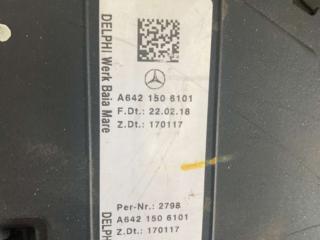 DELPHI Werk Baia Mare
A642 150 6101
F.Dt.: 22.02.18
Z.Dt.: 170117
Per-Nr.: 2798
A642 150 6101
Z.Dt.: 170117